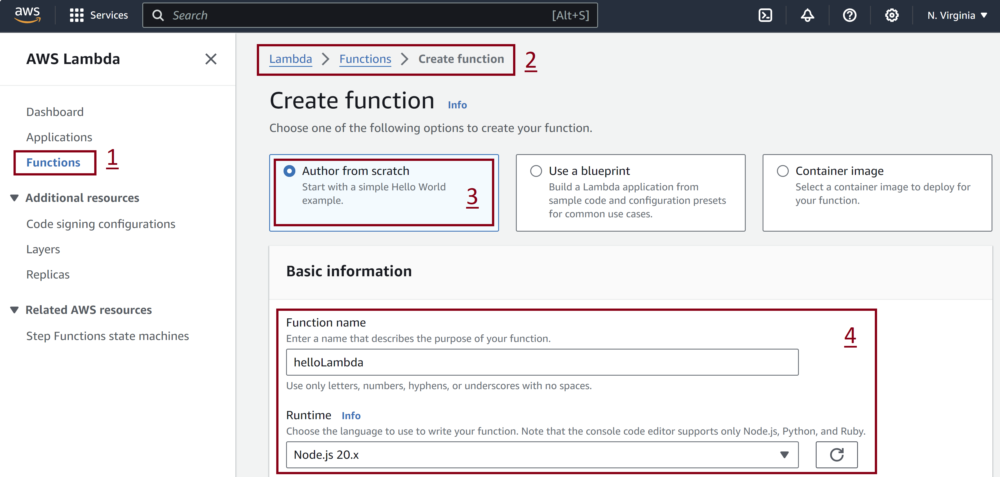 aws Services Search [Alt+S] N. Virginia
AWS Lambda
Dashboard
Applications
Functions 1
Additional resources
Code signing configurations
Layers
Replicas
Related AWS resources
Step Functions state machines
Lambda Functions Create function 2
Create function Info
Choose one of the following options to create your function.
Author from scratch
Start with a simple Hello World
example.
3
Use a blueprint
Build a Lambda application from
sample code and configuration presets
for common use cases.
Container image
Select a container image to deploy for
your function.
Basic information
Function name
Enter a name that describes the purpose of your function.
4
helloLambda
Use only letters, numbers, hyphens, or underscores with no spaces.
Runtime Info
Choose the language to use to write your function. Note that the console code editor supports only Node.js, Python, and Ruby.
Node.js 20.x